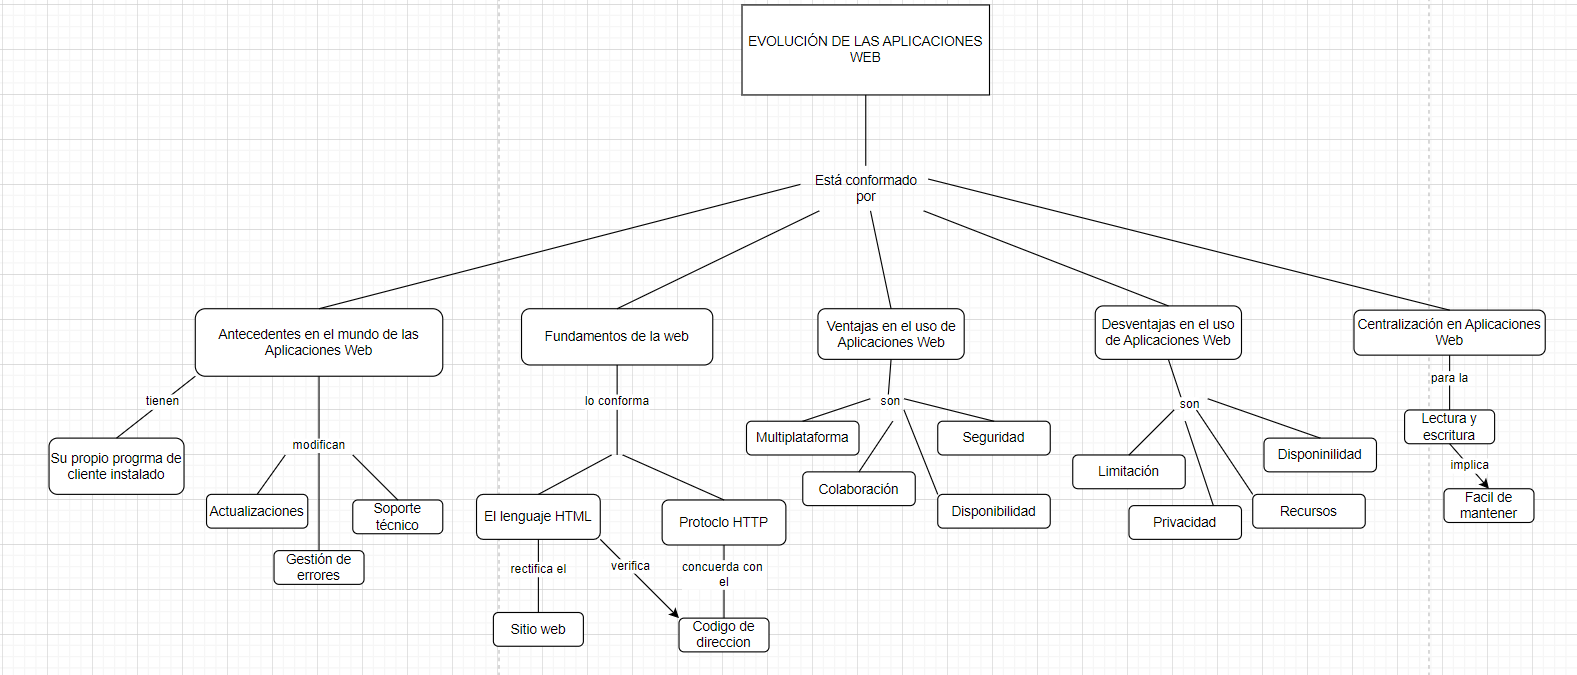 EVOLUCIÓN DE LAS APLICACIONES
WEB
Está conformado
por
Antecedentes en el mundo de las
Aplicaciones Web
Fundamentos de la web
Ventajas en el uso de
Aplicaciones Web
Desventajas en el uso
de Aplicaciones Web
Centralización en Aplicaciones
Web
tienen
modifican
lo conforma
son
son
para la
Su propio progrma de
cliente instalado
Actualizaciones
Soporte
técnico
Gestión de
errores
El lenguaje HTML
Protoclo HTTP
rectifica el
verifica
concuerda con
el
Sitio web
Codigo de
direccion
Multiplataforma
Seguridad
Colaboración
Disponibilidad
Limitación
Disponinilidad
Privacidad
Recursos
Lectura y
escritura
implica
Facil de
mantener